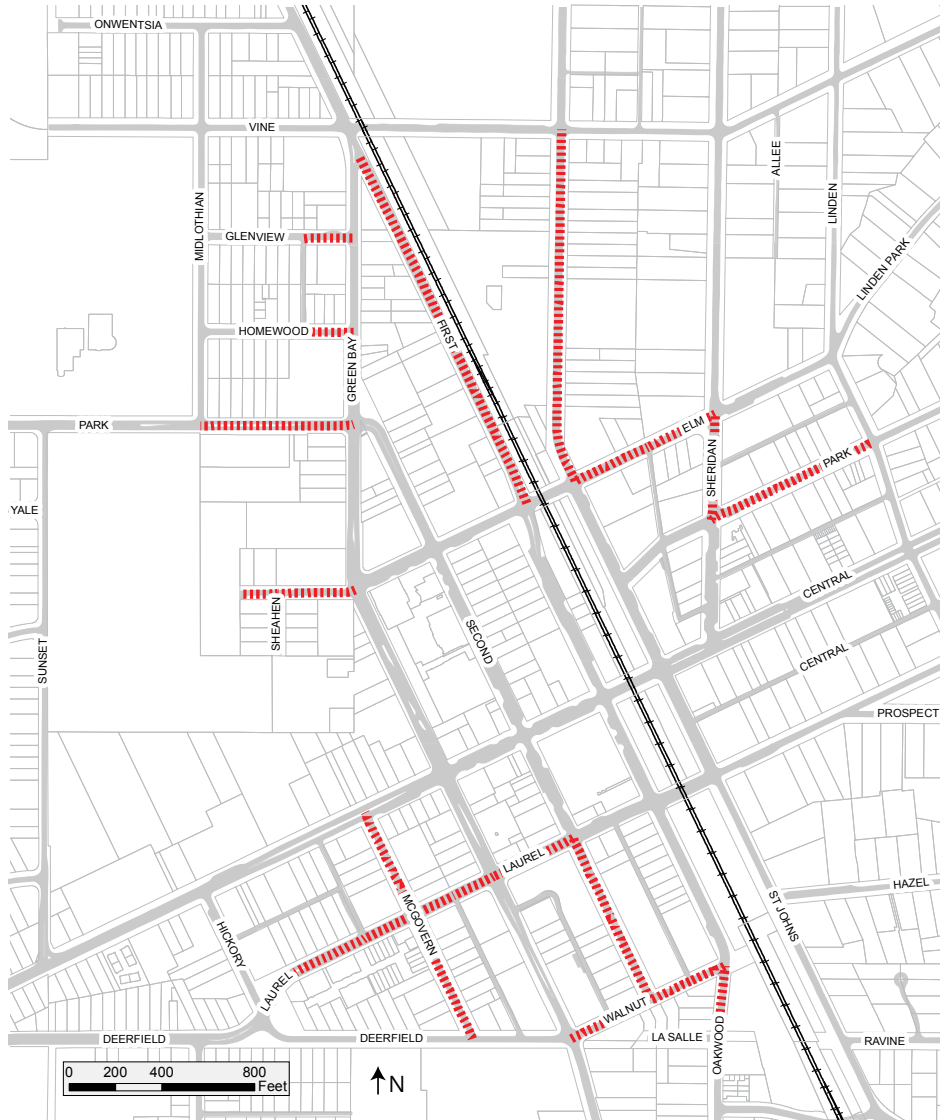 ONWENTSIA
VINE
ALLEE
MIDLOTHIAN
LINDEN
GLENVIEW
LINDEN PARK
HOMEWOOD
FIRST
GREEN BAY
PARK
ELM
SHERIDAN
PARK
YALE
CENTRAL
SHEAHEN
SECOND
SUNSET
CENTRAL
PROSPECT
LAUREL
HAZEL
MCGOVERN
ST JOHNS
HICKORY
LAUREL
WALNUT
DEERFIELD
DEERFIELD
LA SALLE
OAKWOOD
RAVINE
0 200 400 800
Feet
N